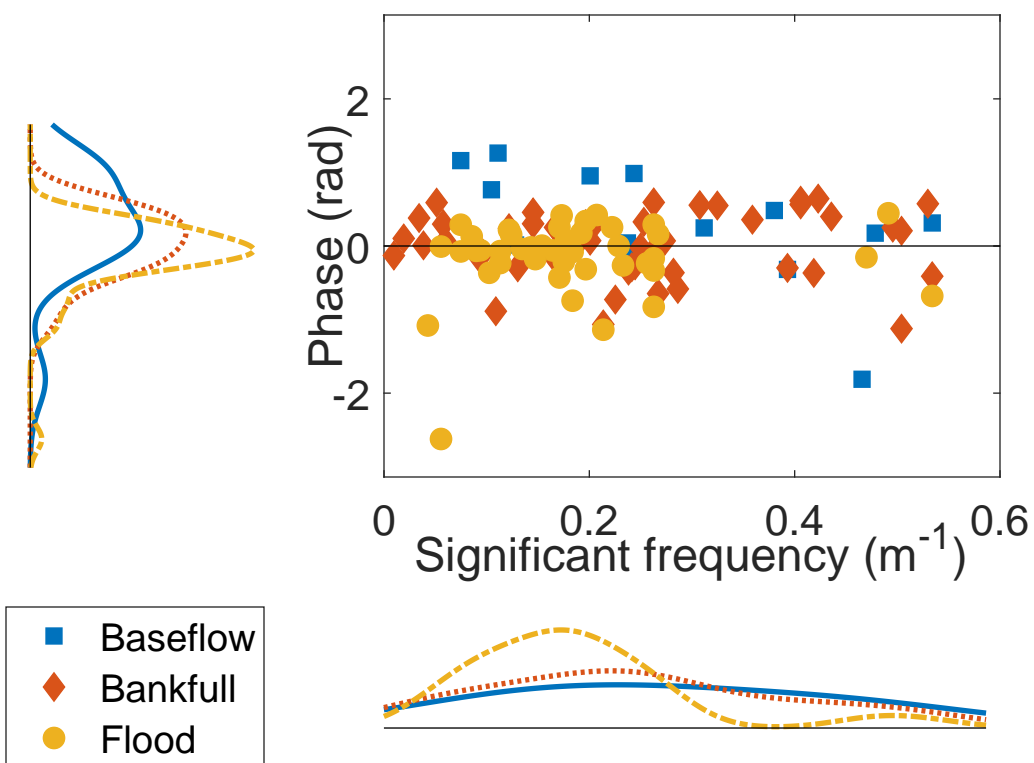 2
0
-2
Phase (rad)
0 0.2 0.4 0.6
Significant frequency (m^-1)
Baseflow
Bankfull
Flood